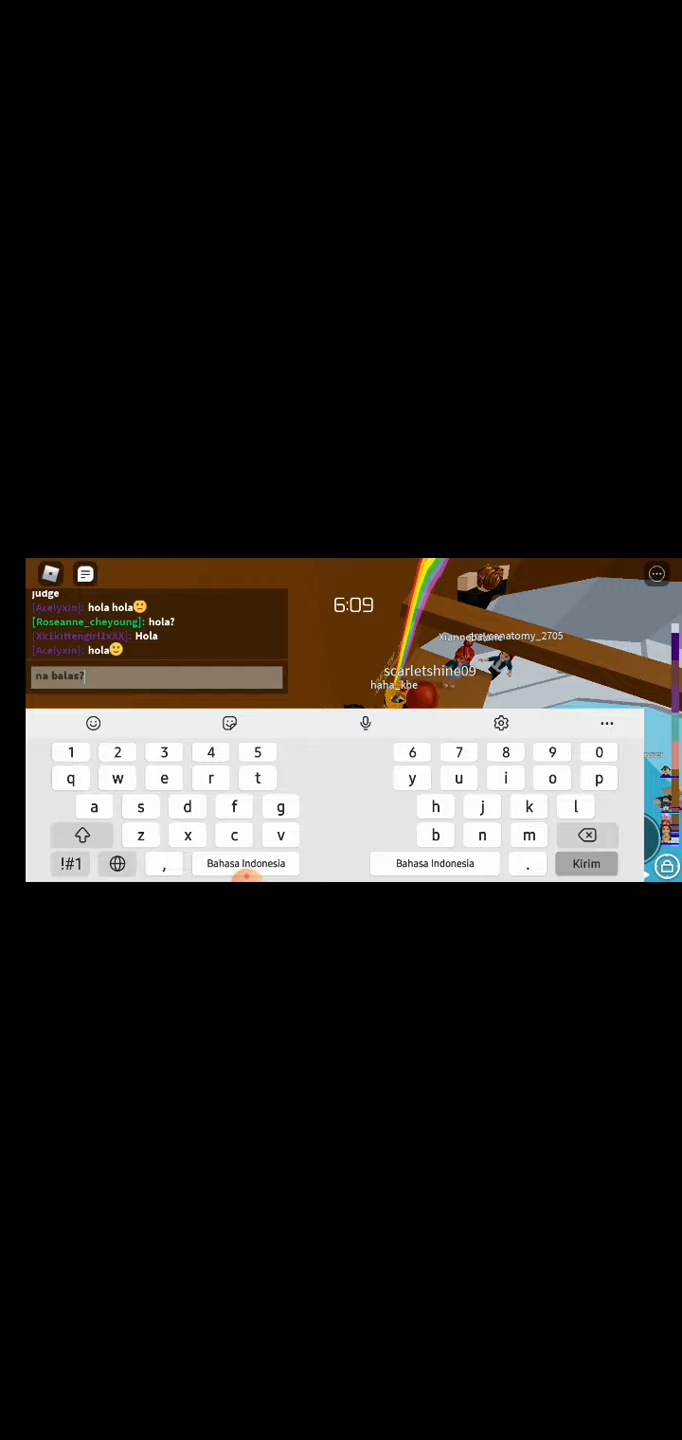 judge
[Acelyxin]: hola hola🙁
[Roseanne_cheyoung]: hola?
[Xx1kittengirl1xXX]: Hola
[Acelyxin]: hola🙂
na balas?
6:09
scarletshine09
haha_kbe
1 2 3 4 5 6 7 8 9 0
q w e r t y u i o p
a s d f g h j k l
z x c v b n m
!#1 , Bahasa Indonesia Bahasa Indonesia . Kirim